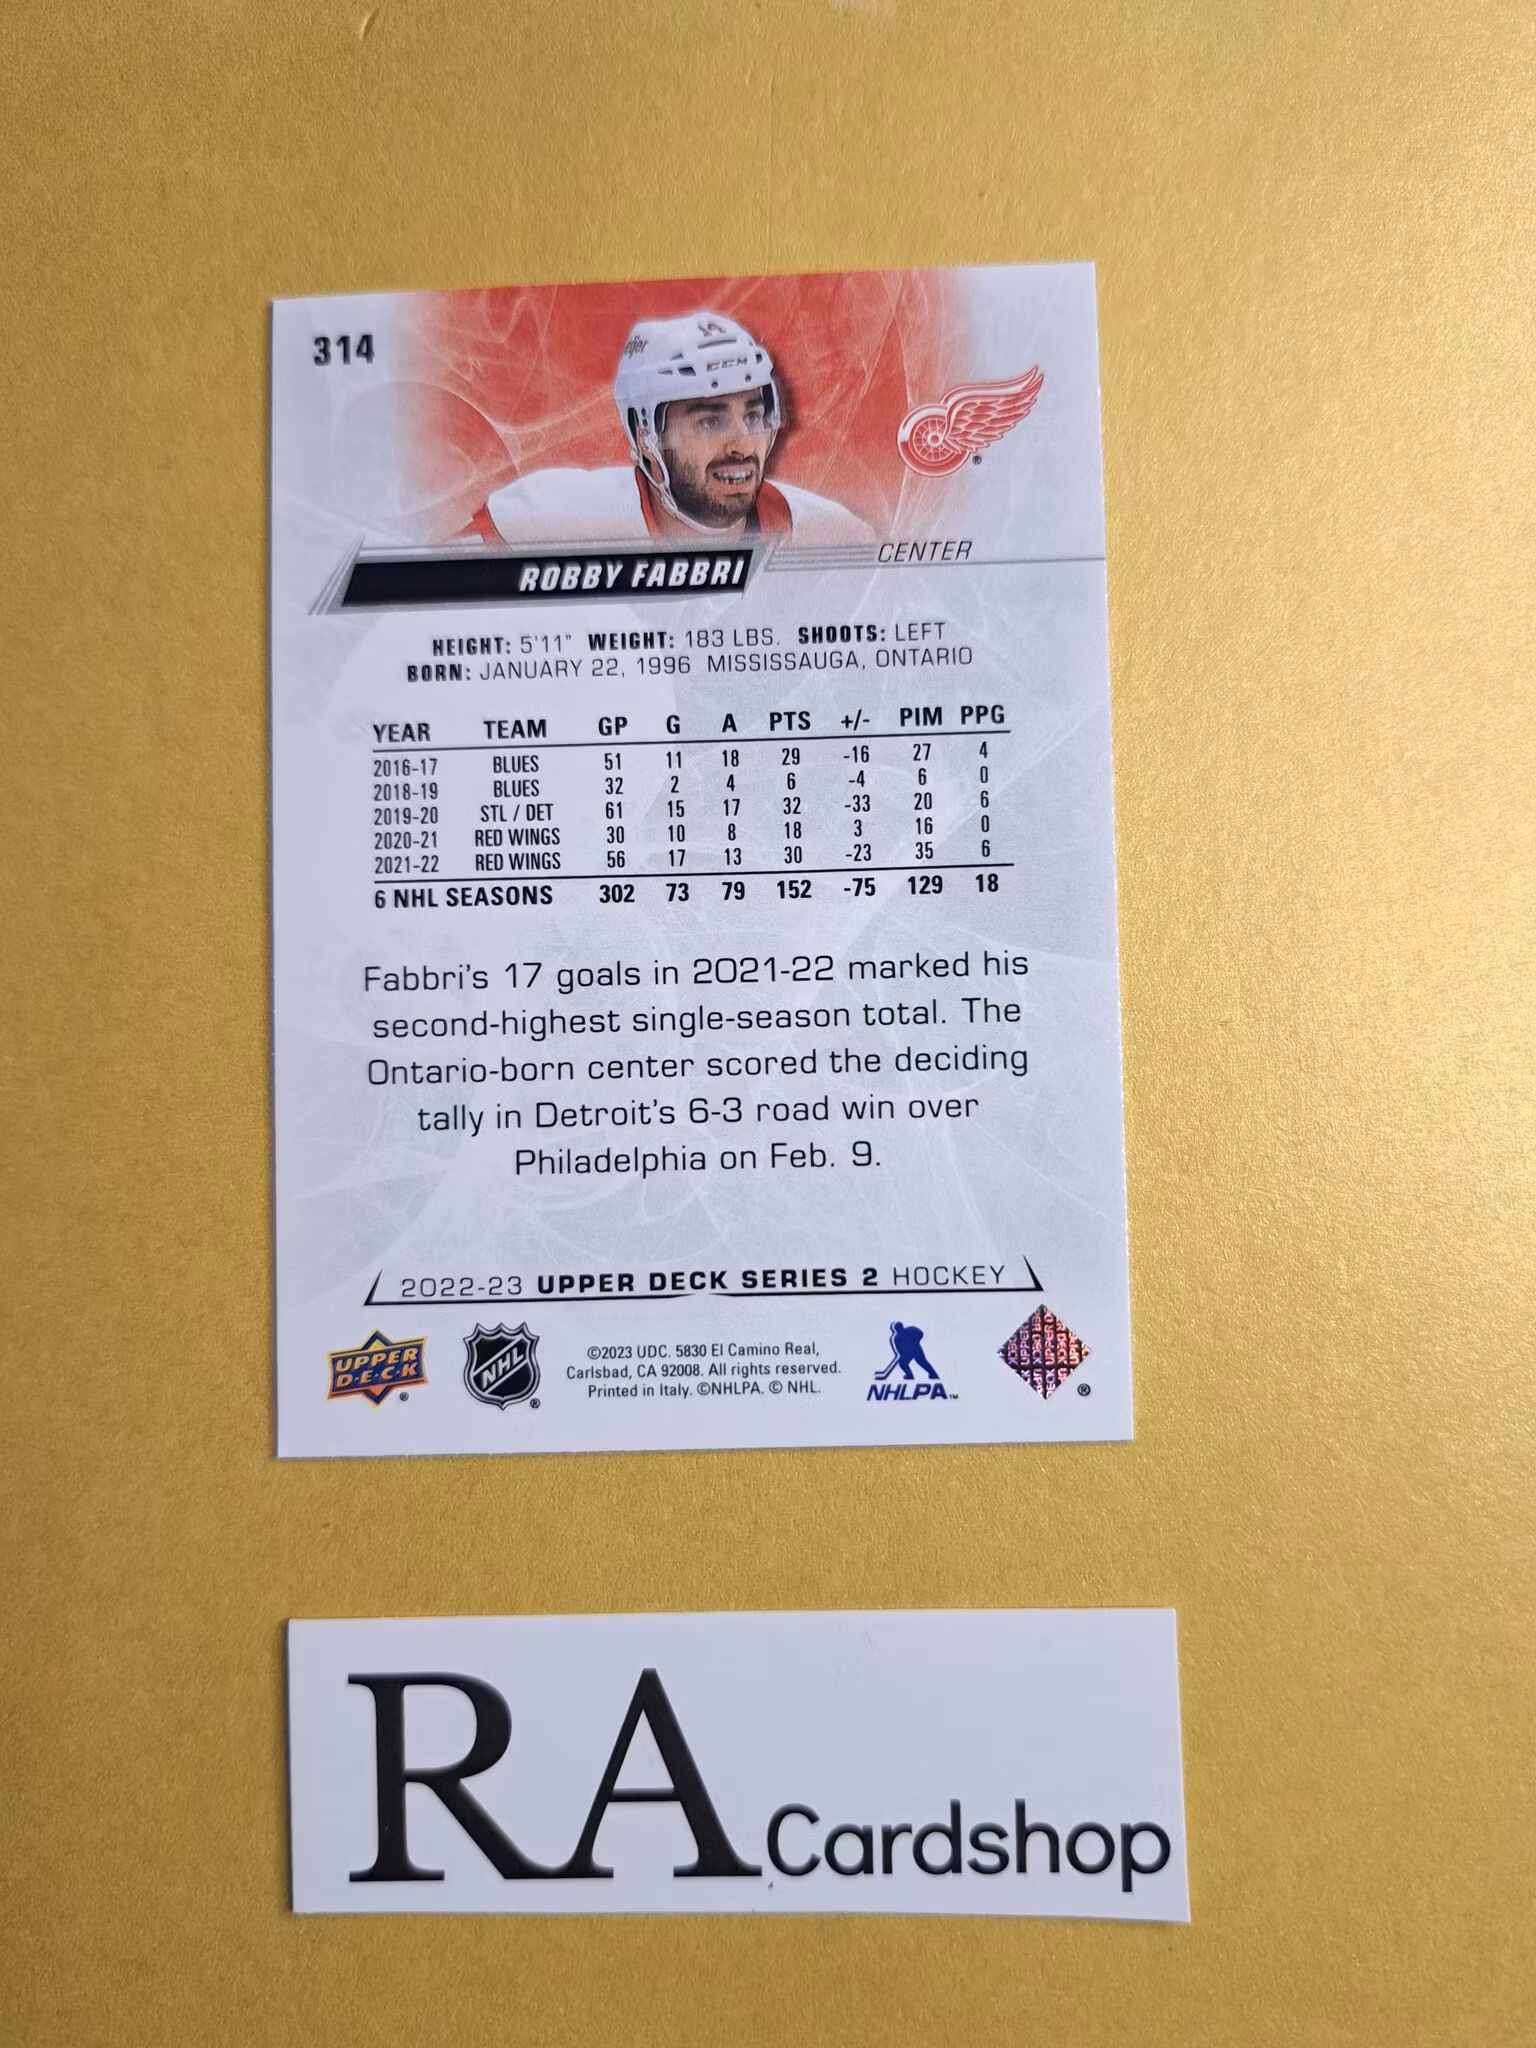 314
14
CCM
ROBBY FABBRI
CENTER
HEIGHT: 5'11" WEIGHT: 183 LBS. SHOOTS: LEFT
BORN: JANUARY 22, 1996 MISSISSAUGA, ONTARIO
YEAR TEAM GP G A PTS +/- PIM PPG
2016-17 BLUES 51 11 18 29 -16 27 4
2018-19 BLUES 32 2 4 6 -4 6 0
2019-20 STL / DET 61 15 17 32 -33 20 6
2020-21 RED WINGS 30 10 8 18 3 16 0
2021-22 RED WINGS 56 17 13 30 -23 35 6
6 NHL SEASONS 302 73 79 152 -75 129 18
Fabbri's 17 goals in 2021-22 marked his
second-highest single-season total. The
Ontario-born center scored the deciding
tally in Detroit's 6-3 road win over
Philadelphia on Feb. 9.
2022-23 UPPER DECK SERIES 2 HOCKEY
UPPER
D·E·C·K
®
NHL
®
©2023 UDC. 5830 El Camino Real,
Carlsbad, CA 92008. All rights reserved.
Printed in Italy. ©NHLPA. © NHL.
NHLPA™
®
RA Cardshop